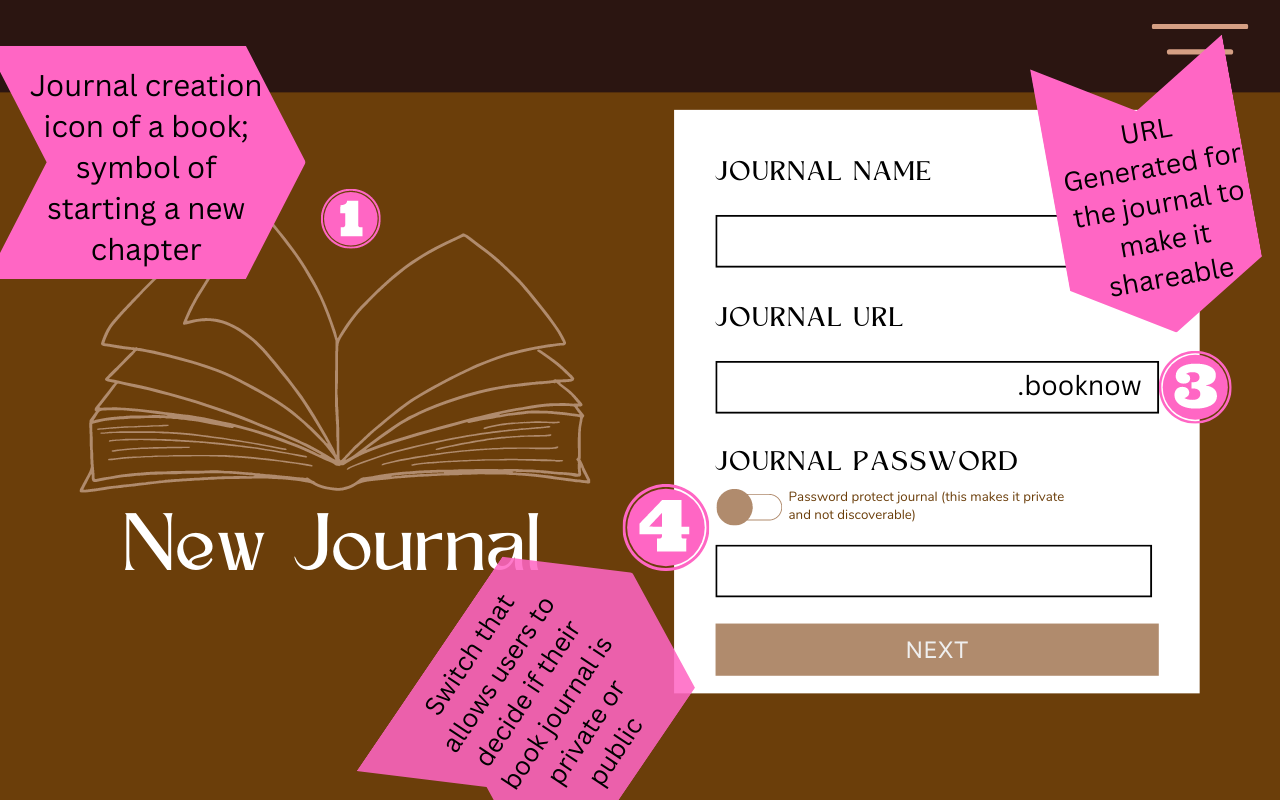 Journal creation
icon of a book;
symbol of
starting a new
chapter
1
New Journal
JOURNAL NAME
URL
Generated for
the journal to
make it
shareable
JOURNAL URL
.booknow
3
JOURNAL PASSWORD
4
Password protect journal (this makes it private
and not discoverable)
NEXT
Switch that
allows users to
decide if their
book journal is
private or
public